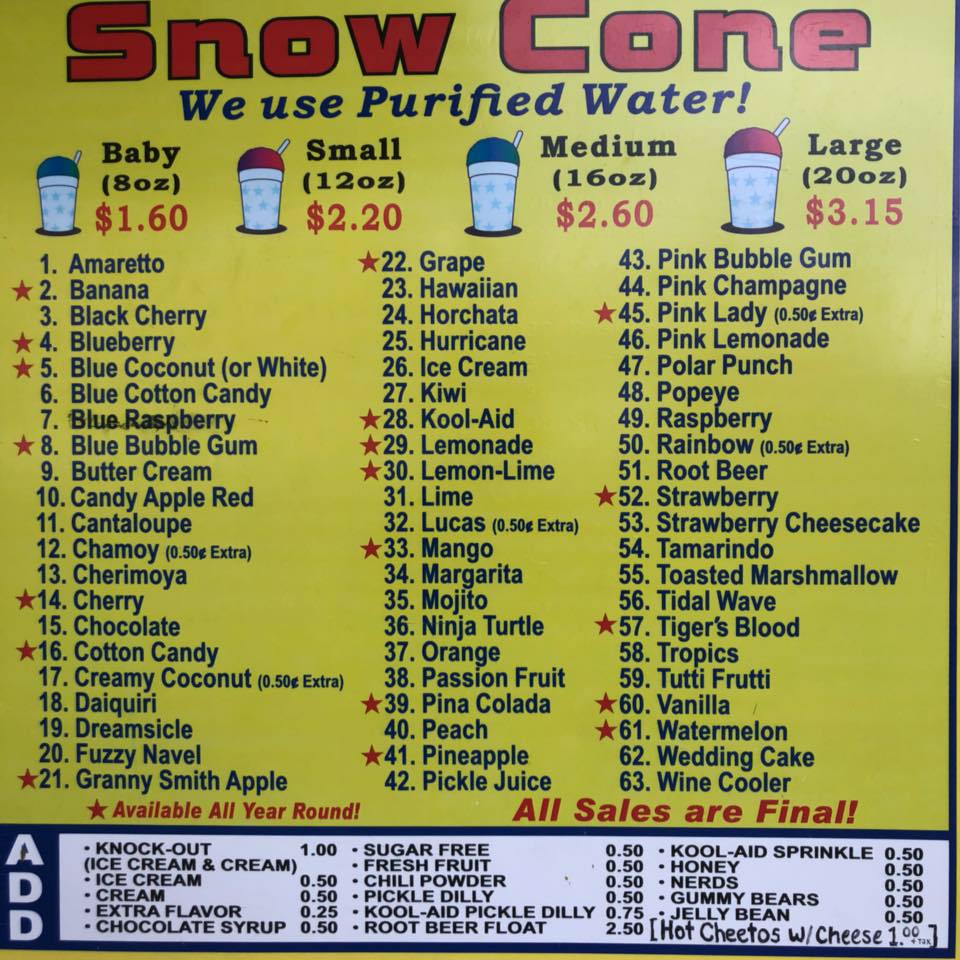 Snow Cone
We use Purified Water!
Baby
(8oz)
$1.60
Small
(12oz)
$2.20
Medium
(16oz)
$2.60
Large
(20oz)
$3.15
1. Amaretto
★ 2. Banana
3. Black Cherry
★ 4. Blueberry
★ 5. Blue Coconut (or White)
6. Blue Cotton Candy
7. Blue Raspberry
★ 8. Blue Bubble Gum
9. Butter Cream
10. Candy Apple Red
11. Cantaloupe
12. Chamoy (0.50¢ Extra)
13. Cherimoya
★14. Cherry
15. Chocolate
★16. Cotton Candy
17. Creamy Coconut (0.50¢ Extra)
18. Daiquiri
19. Dreamsicle
20. Fuzzy Navel
★21. Granny Smith Apple
★22. Grape
23. Hawaiian
24. Horchata
25. Hurricane
26. Ice Cream
27. Kiwi
★28. Kool-Aid
★29. Lemonade
★30. Lemon-Lime
31. Lime
32. Lucas (0.50¢ Extra)
★33. Mango
34. Margarita
35. Mojito
36. Ninja Turtle
37. Orange
38. Passion Fruit
★39. Pina Colada
40. Peach
★41. Pineapple
42. Pickle Juice
43. Pink Bubble Gum
44. Pink Champagne
★45. Pink Lady (0.50¢ Extra)
46. Pink Lemonade
47. Polar Punch
48. Popeye
49. Raspberry
50. Rainbow (0.50¢ Extra)
51. Root Beer
★52. Strawberry
53. Strawberry Cheesecake
54. Tamarindo
55. Toasted Marshmallow
56. Tidal Wave
★57. Tiger's Blood
58. Tropics
59. Tutti Frutti
★60. Vanilla
★61. Watermelon
62. Wedding Cake
63. Wine Cooler
★ Available All Year Round!
All Sales are Final!
ADD
• KNOCK-OUT 1.00
(ICE CREAM & CREAM)
• ICE CREAM 0.50
• CREAM 0.50
• EXTRA FLAVOR 0.25
• CHOCOLATE SYRUP 0.50
• SUGAR FREE 0.50
• FRESH FRUIT 0.50
• CHILI POWDER 0.50
• PICKLE DILLY 0.50
• KOOL-AID PICKLE DILLY 0.75
• ROOT BEER FLOAT 2.50
• KOOL-AID SPRINKLE 0.50
• HONEY 0.50
• NERDS 0.50
• GUMMY BEARS 0.50
• JELLY BEAN 0.50
[Hot Cheetos W/Cheese 1.00 + Tax]